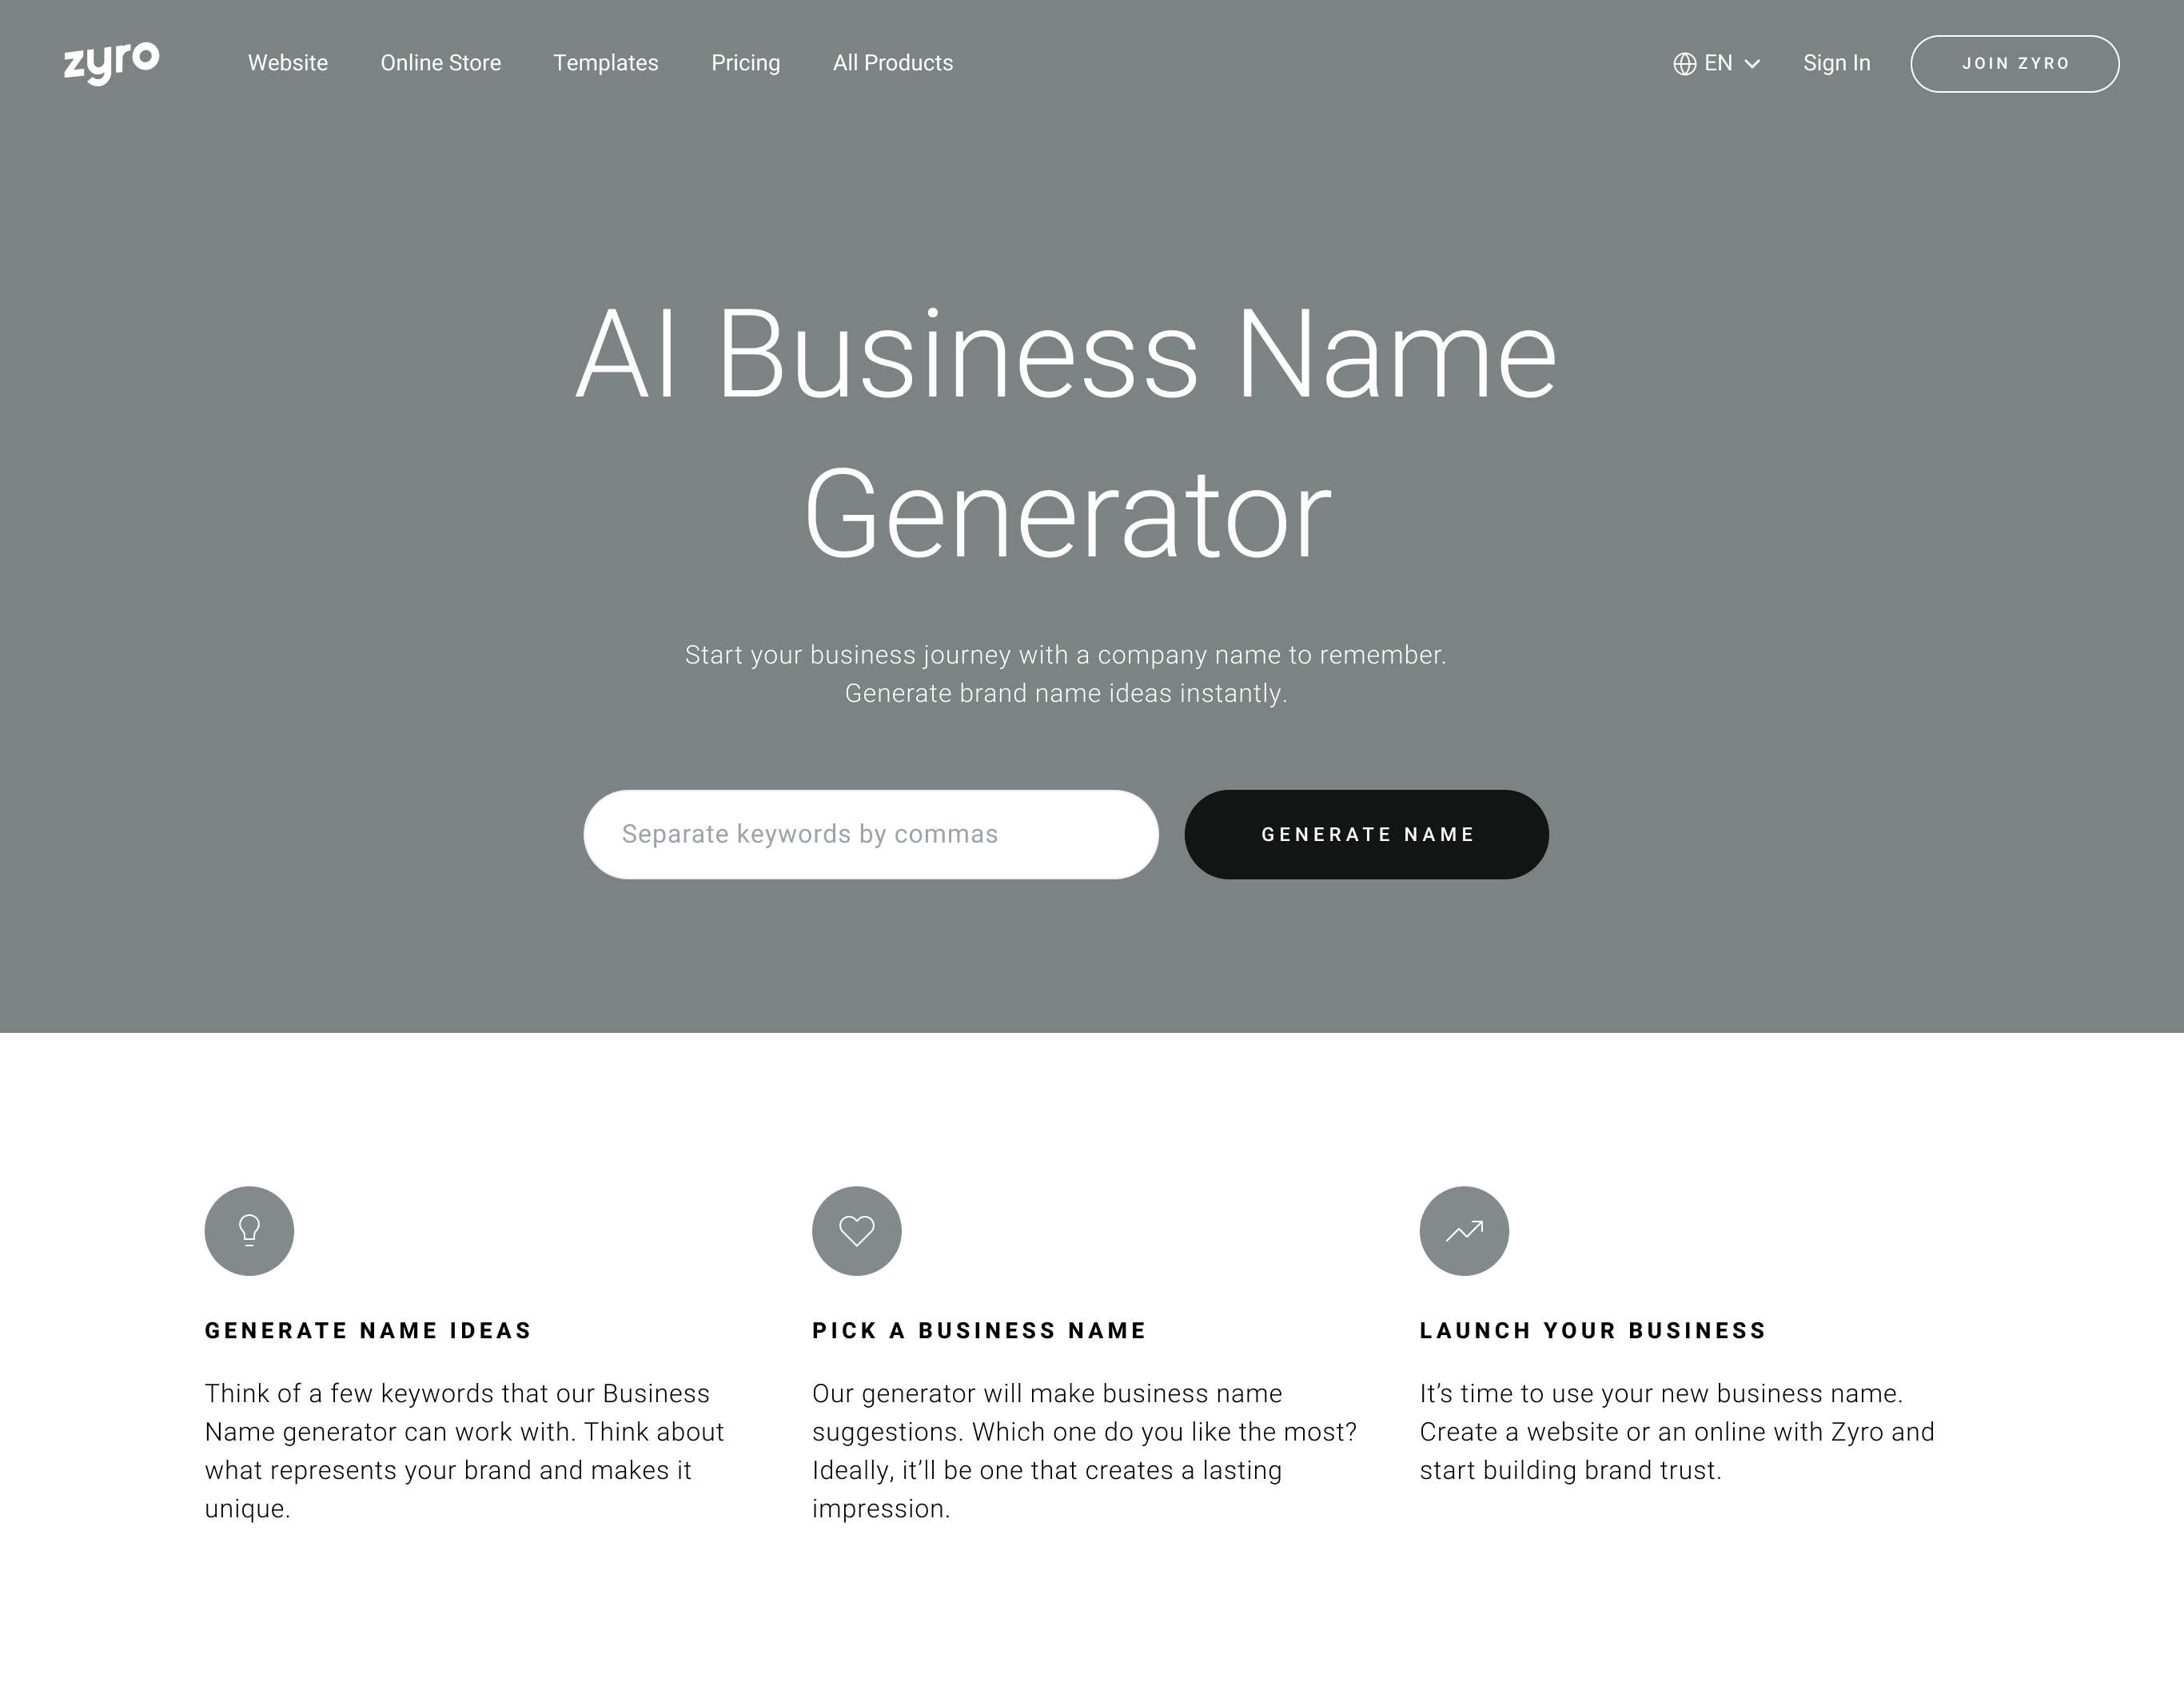 zyro
Website
Online Store
Templates
Pricing
All Products
EN
Sign In
JOIN ZYRO
AI Business Name
Generator
Start your business journey with a company name to remember.
Generate brand name ideas instantly.
Separate keywords by commas
GENERATE NAME
GENERATE NAME IDEAS
Think of a few keywords that our Business
Name generator can work with. Think about
what represents your brand and makes it
unique.
PICK A BUSINESS NAME
Our generator will make business name
suggestions. Which one do you like the most?
Ideally, it’ll be one that creates a lasting
impression.
LAUNCH YOUR BUSINESS
It’s time to use your new business name.
Create a website or an online with Zyro and
start building brand trust.